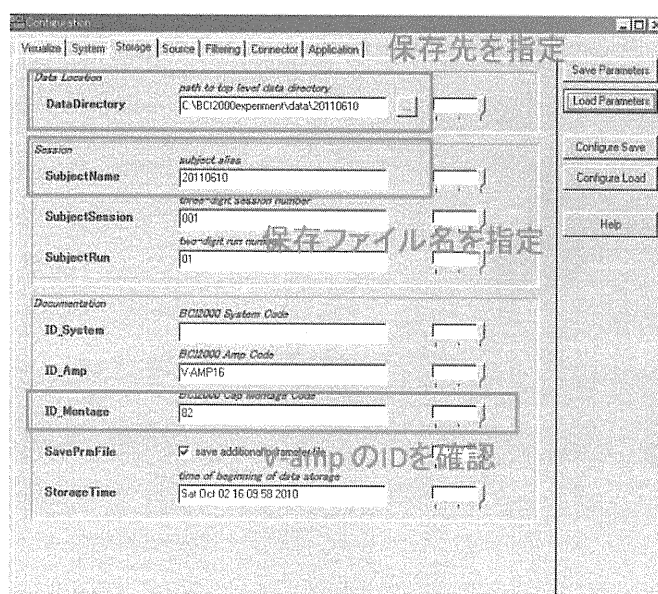 Configuration
Visualize System Storage Source Filtering Connector Application
保存先を指定
Save Parameters
Load Parameters
Configure Save
Configure Load
Help
Data Location
path to top level data directory
DataDirectory C:\BCI2000experiment\data\20110610 ...
Session
subject alias
SubjectName 20110610
three-digit session number
SubjectSession 001
two-digit run number
SubjectRun 01
保存ファイル名を指定
Documentation
BCI2000 System Code
ID_System
BCI2000 Amp Code
ID_Amp V-AMP16
BCI2000 Cap Montage Code
ID_Montage 82
SavePrmFile save additional parameter file
v-amp のIDを確認
time of beginning of data storage
StorageTime Sat Oct 02 16 09 58 2010